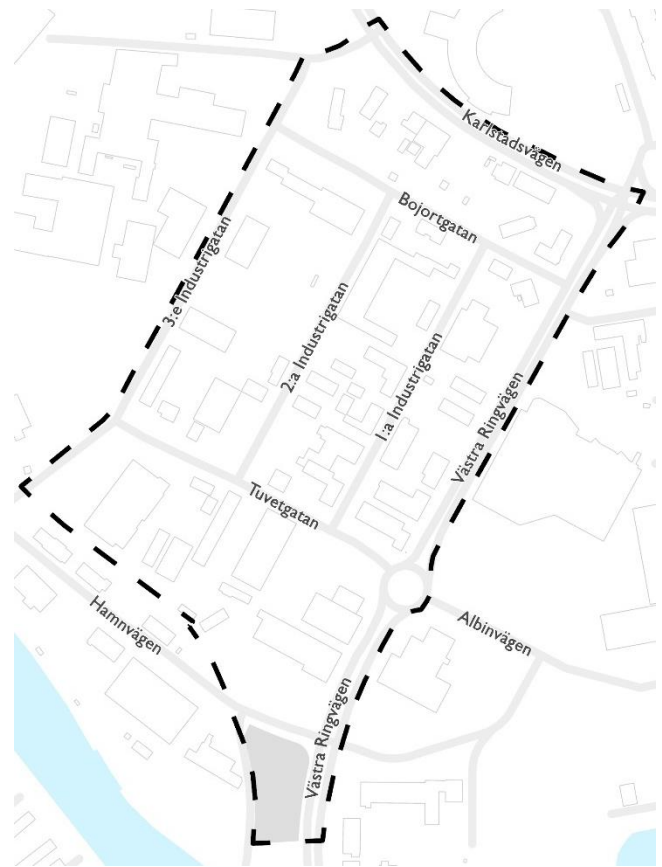 Karlstadsvägen
Bojortgatan
3:e Industrigatan
2:a Industrigatan
1:a Industrigatan
Västra Ringvägen
Tuvetgatan
Hamnvägen
Albinvägen
Västra Ringvägen